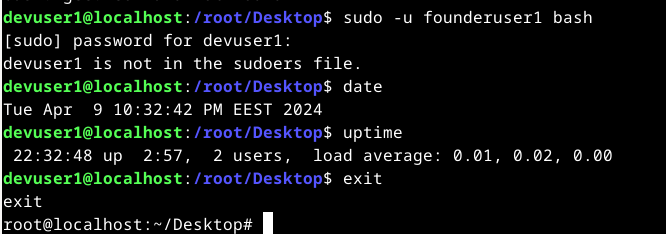 devuser1@localhost:/root/Desktop$ sudo -u founderuser1 bash
[sudo] password for devuser1:
devuser1 is not in the sudoers file.
devuser1@localhost:/root/Desktop$ date
Tue Apr  9 10:32:42 PM EEST 2024
devuser1@localhost:/root/Desktop$ uptime
 22:32:48 up  2:57,  2 users,  load average: 0.01, 0.02, 0.00
devuser1@localhost:/root/Desktop$ exit
exit
root@localhost:~/Desktop#